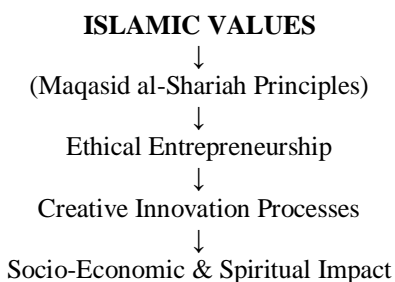 ISLAMIC VALUES
↓
(Maqasid al-Shariah Principles)
↓
Ethical Entrepreneurship
↓
Creative Innovation Processes
↓
Socio-Economic & Spiritual Impact